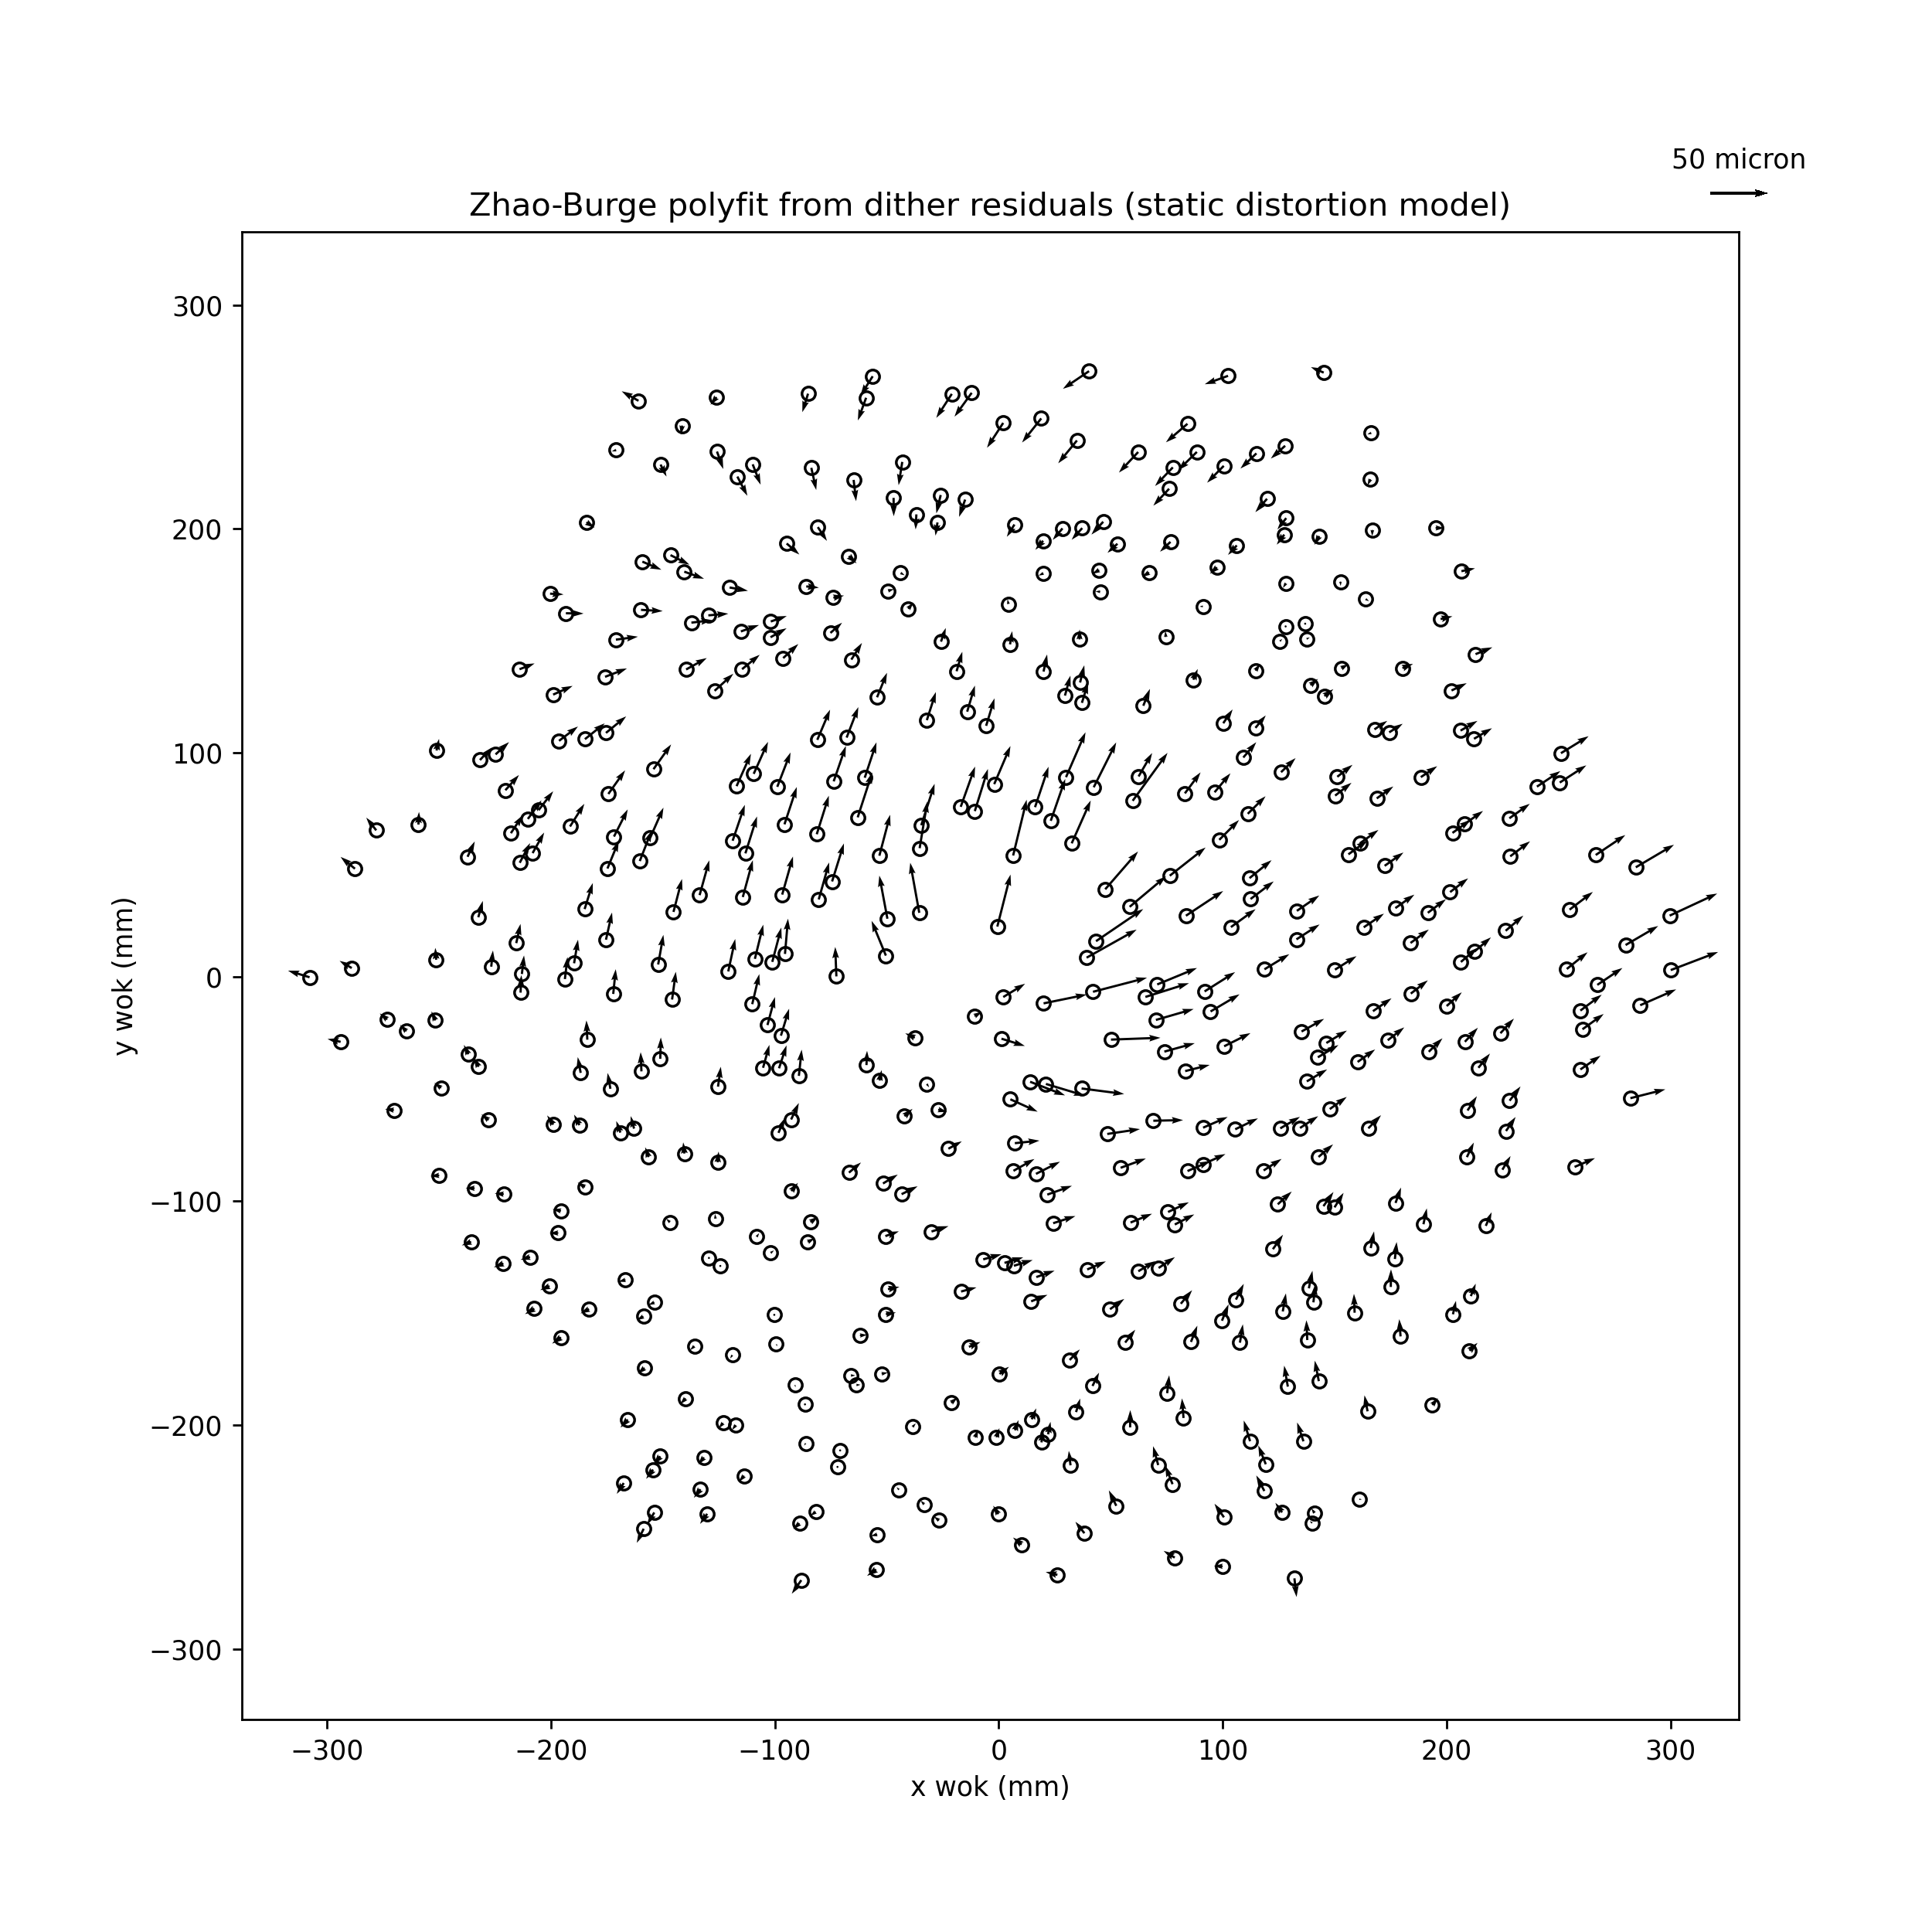 50 micron
Zhao-Burge polyfit from dither residuals (static distortion model)
300
200
100
0
−100
−200
−300
y wok (mm)
−300 −200 −100 0 100 200 300
x wok (mm)